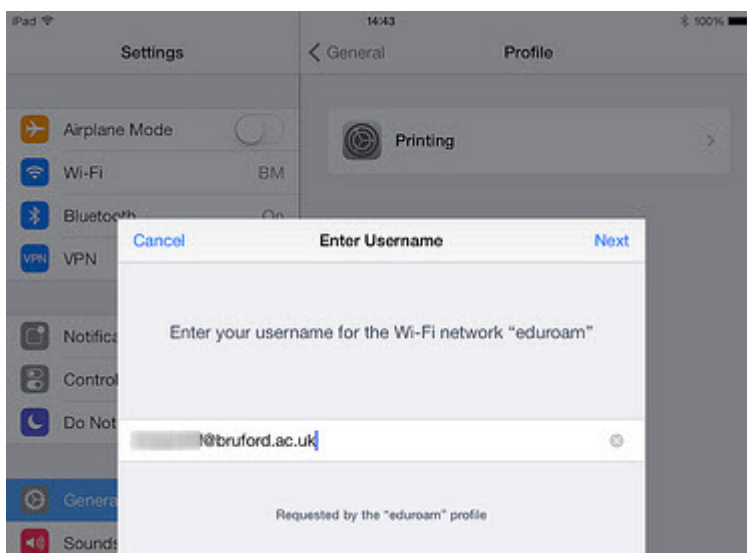 iPad 14:43 100%
Settings General Profile
Airplane Mode
Printing
Wi-Fi BM
Bluetooth On
VPN
VPN
Cancel Enter Username Next
Enter your username for the Wi-Fi network “eduroam”
Notifica
Control
Do Not
@bruford.ac.uk
Genera
Requested by the “eduroam” profile
Sounds